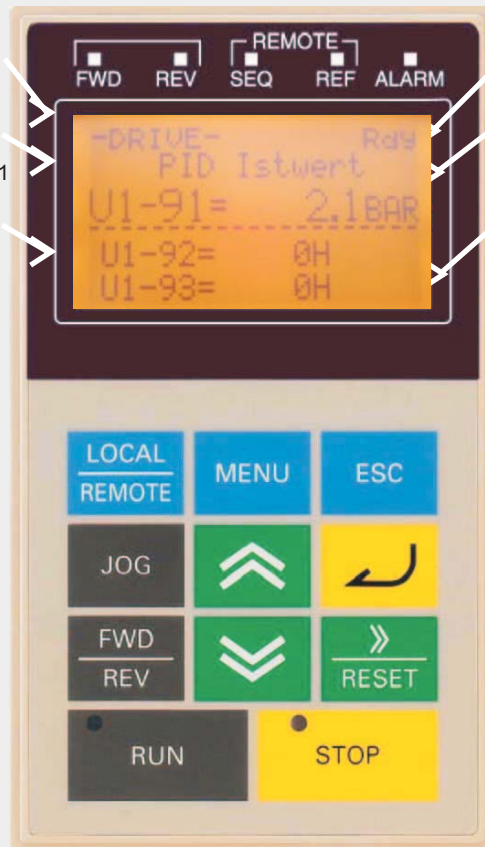 REMOTE
FWD REV SEQ REF ALARM
-DRIVE- Rdy
PID Istwert
U1-91= 2.1BAR
U1-92= 0H
U1-93= 0H
1
LOCAL
REMOTE
MENU
ESC
JOG
FWD
REV
RESET
RUN
STOP